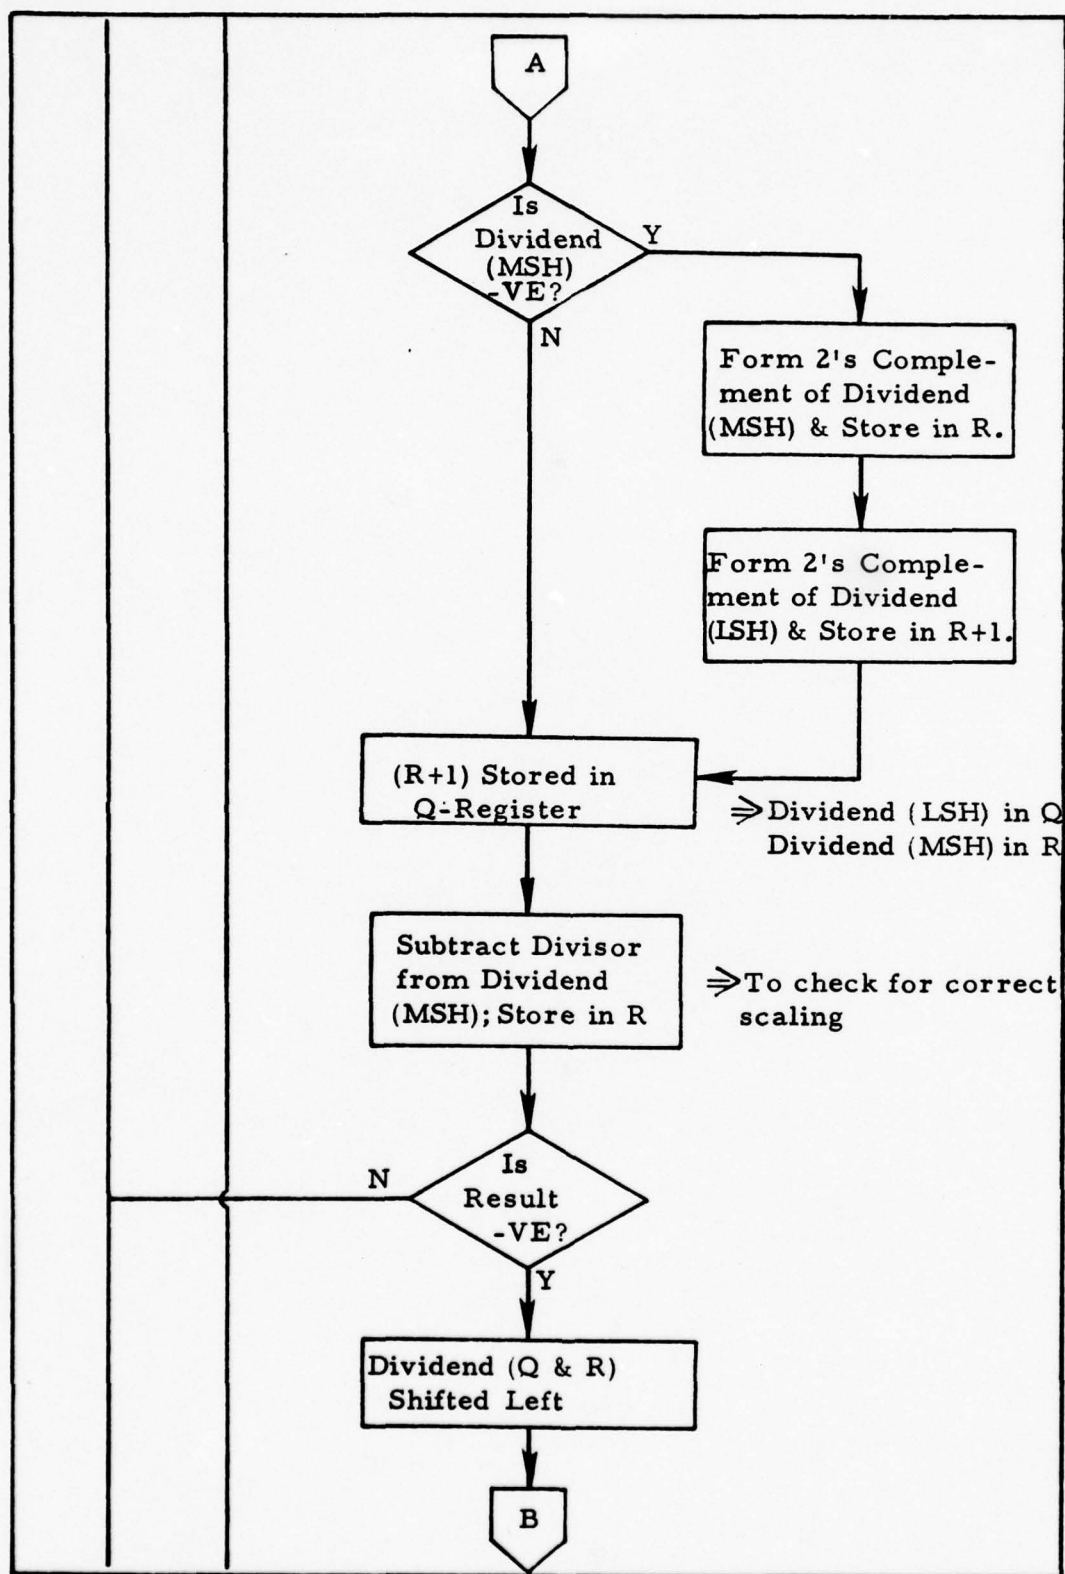 A
Is
Dividend
(MSH)
-VE?
Y
N
Form 2's Comple-
ment of Dividend
(MSH) & Store in R.
Form 2's Comple-
ment of Dividend
(LSH) & Store in R+1.
(R+1) Stored in
Q-Register
⇒ Dividend (LSH) in Q
Dividend (MSH) in R
Subtract Divisor
from Dividend
(MSH); Store in R
⇒ To check for correct
scaling
Is
Result
-VE?
N
Y
Dividend (Q & R)
Shifted Left
B